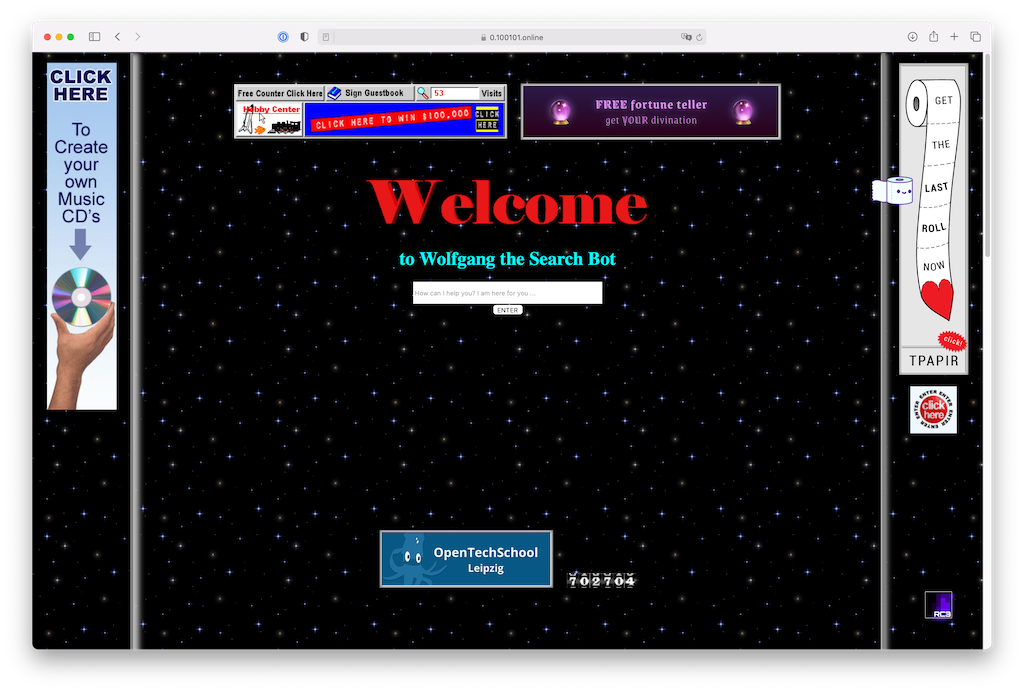 0.100101.online
CLICK
HERE
To
Create
your
own
Music
CD's
Free Counter Click Here
Sign Guestbook
53
Visits
Hobby Center
CLICK HERE TO WIN $100,000
CLICK
HERE
FREE fortune teller
get YOUR divination
Welcome
to Wolfgang the Search Bot
How can I help you? I am here for you ...
ENTER
GET
THE
LAST
ROLL
NOW
click!
TPAPIR
ENTER ENTER ENTER ENTER ENTER
click
here
OpenTechSchool
Leipzig
702704
RCa